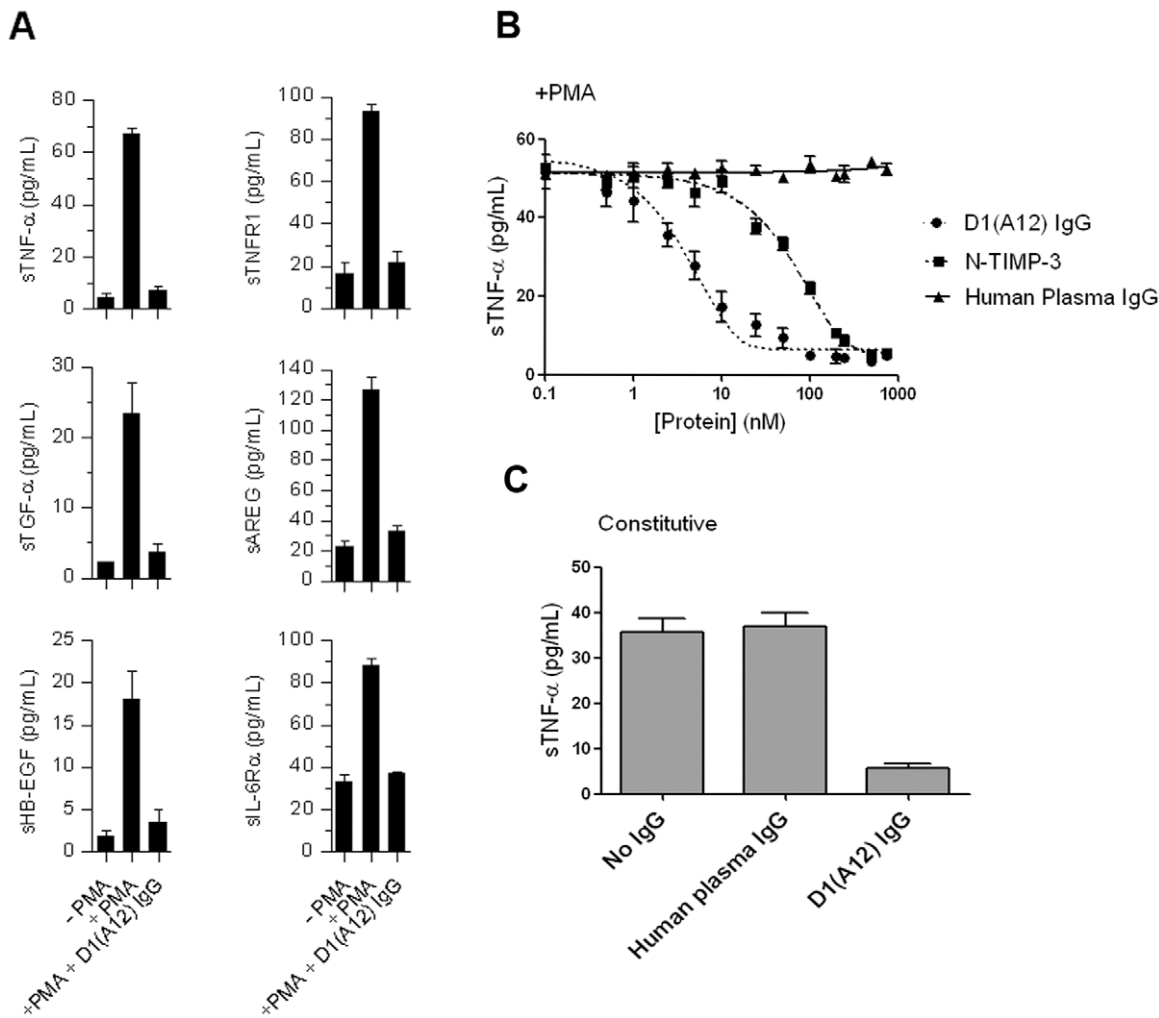 A
sTNF-α (pg/mL)
80
60
40
20
0
sTNFR1 (pg/mL)
100
80
60
40
20
0
sTGF-α (pg/mL)
30
20
10
0
sAREG (pg/mL)
140
120
100
80
60
40
20
0
sHB-EGF (pg/mL)
25
20
15
10
5
0
sIL-6Rα (pg/mL)
100
80
60
40
20
0
- PMA
+ PMA
+PMA + D1(A12) IgG
- PMA
+ PMA
+PMA + D1(A12) IgG
B
+PMA
sTNF-α (pg/mL)
60
40
20
0
0.1 1 10 100 1000
[Protein] (nM)
D1(A12) IgG
N-TIMP-3
Human Plasma IgG
C
Constitutive
sTNF-α (pg/mL)
50
40
30
20
10
0
No IgG
Human plasma IgG
D1(A12) IgG